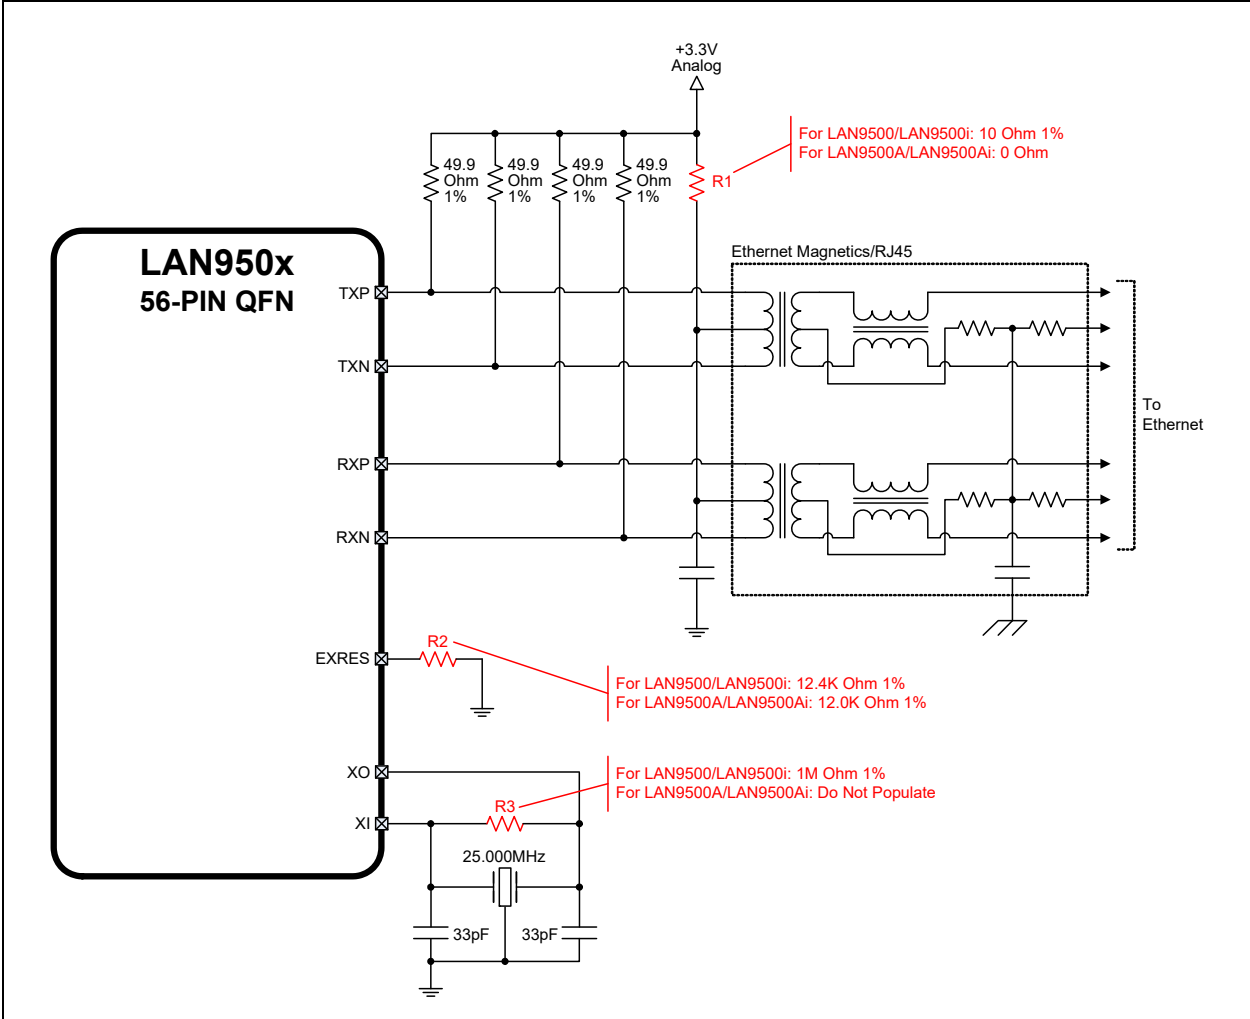 +3.3V
Analog
For LAN9500/LAN9500i: 10 Ohm 1%
For LAN9500A/LAN9500Ai: 0 Ohm
49.9
Ohm
1%
49.9
Ohm
1%
49.9
Ohm
1%
49.9
Ohm
1%
R1
LAN950x
56-PIN QFN
Ethernet Magnetics/RJ45
TXP
TXN
RXP
RXN
To
Ethernet
EXRES
R2
For LAN9500/LAN9500i: 12.4K Ohm 1%
For LAN9500A/LAN9500Ai: 12.0K Ohm 1%
XO
XI
R3
For LAN9500/LAN9500i: 1M Ohm 1%
For LAN9500A/LAN9500Ai: Do Not Populate
25.000MHz
33pF
33pF